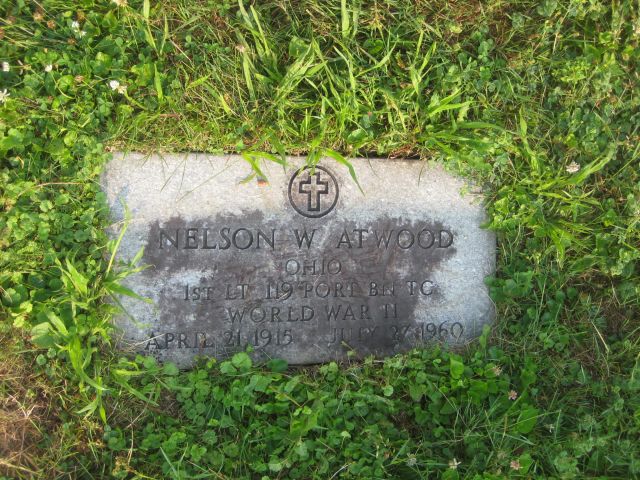 NELSON W ATWOOD
OHIO
1ST LT 119 PORT BN TC
WORLD WAR II
APRIL 21 1915 JULY 27 1960